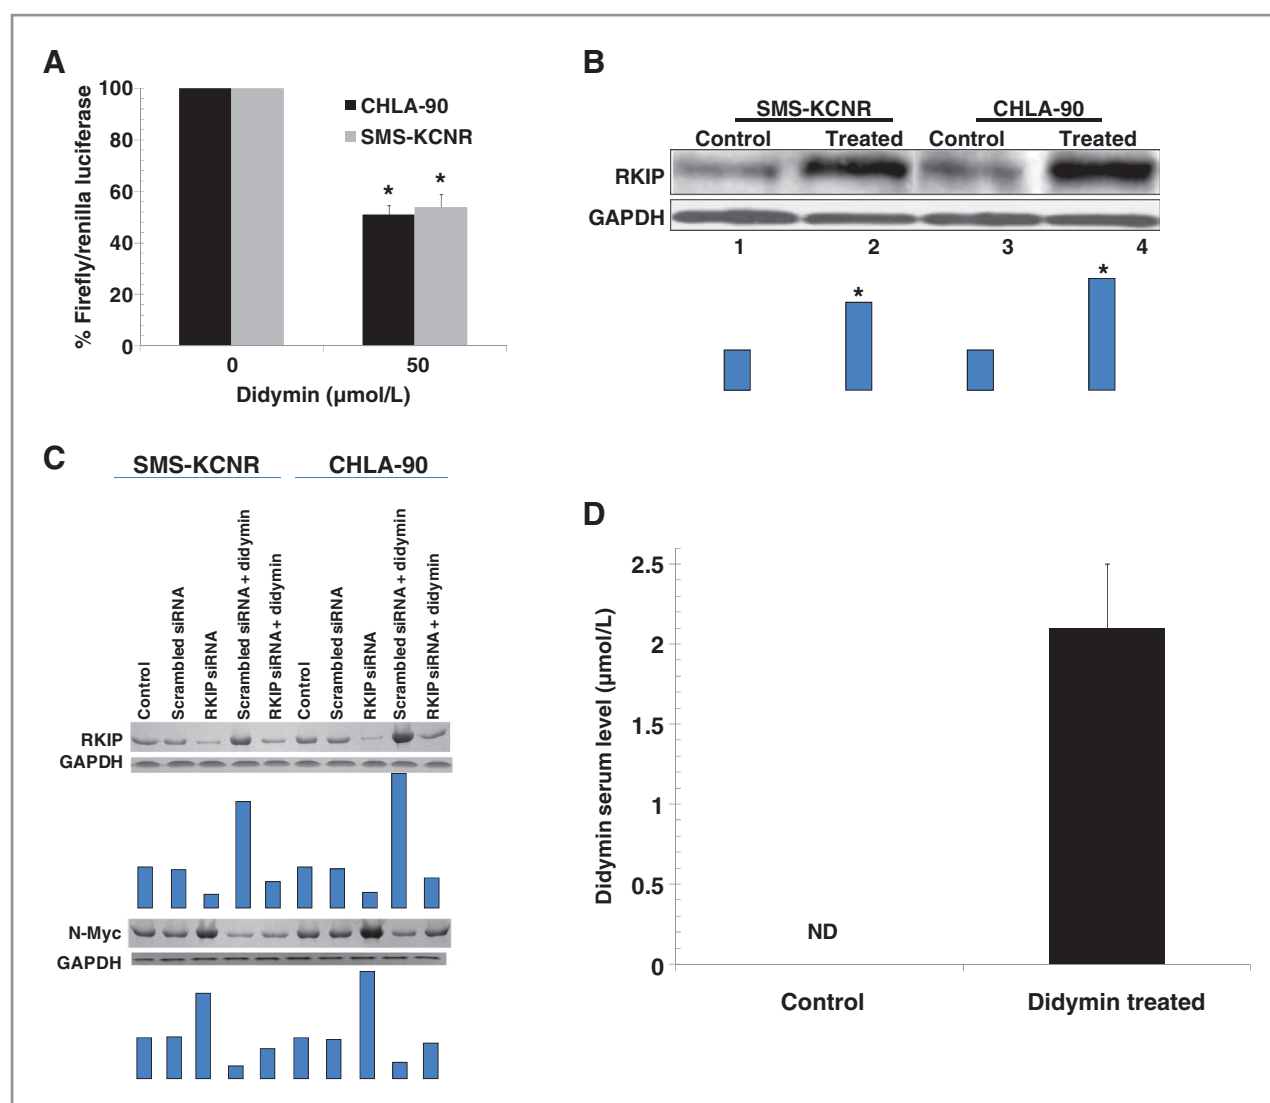 A
% Firefly/renilla luciferase
100
80
60
40
20
0
CHLA-90
SMS-KCNR
*
*
0
50
Didymin (µmol/L)
B
SMS-KCNR
CHLA-90
Control
Treated
Control
Treated
RKIP
GAPDH
1
2
3
4
*
*
C
SMS-KCNR
CHLA-90
Control
Scrambled siRNA
RKIP siRNA
Scrambled siRNA + didymin
RKIP siRNA + didymin
Control
Scrambled siRNA
RKIP siRNA
Scrambled siRNA + didymin
RKIP siRNA + didymin
RKIP
GAPDH
N-Myc
GAPDH
D
Didymin serum level (µmol/L)
2.5
2
1.5
1
0.5
0
ND
Control
Didymin treated